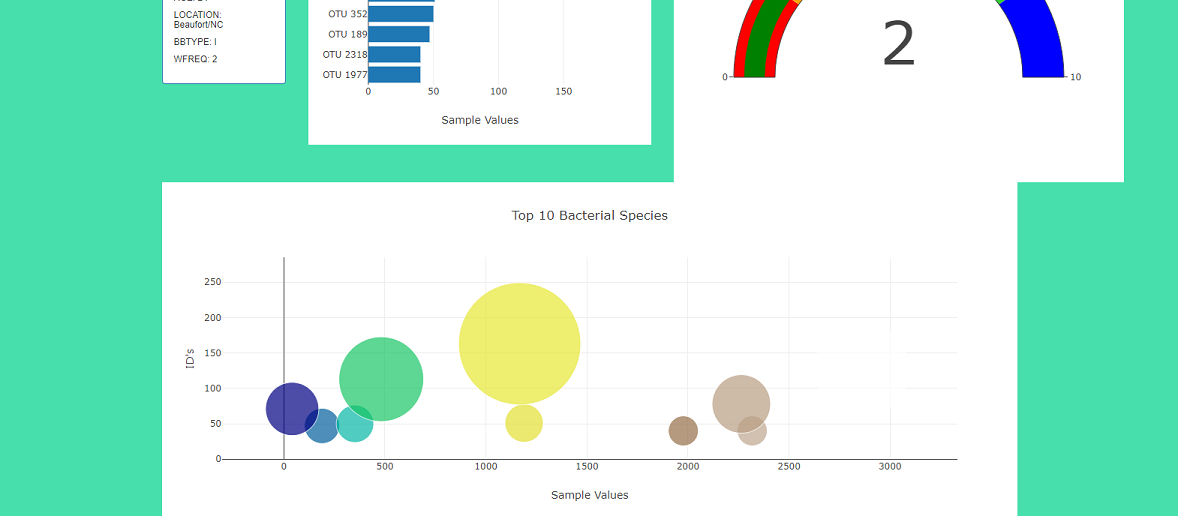 LOCATION:
Beaufort/NC
BBTYPE: I
WFREQ: 2
OTU 352
OTU 189
OTU 2318
OTU 1977
0 50 100 150
Sample Values
2
0 10
Top 10 Bacterial Species
250
200
150
100
50
0
ID's
0 500 1000 1500 2000 2500 3000
Sample Values